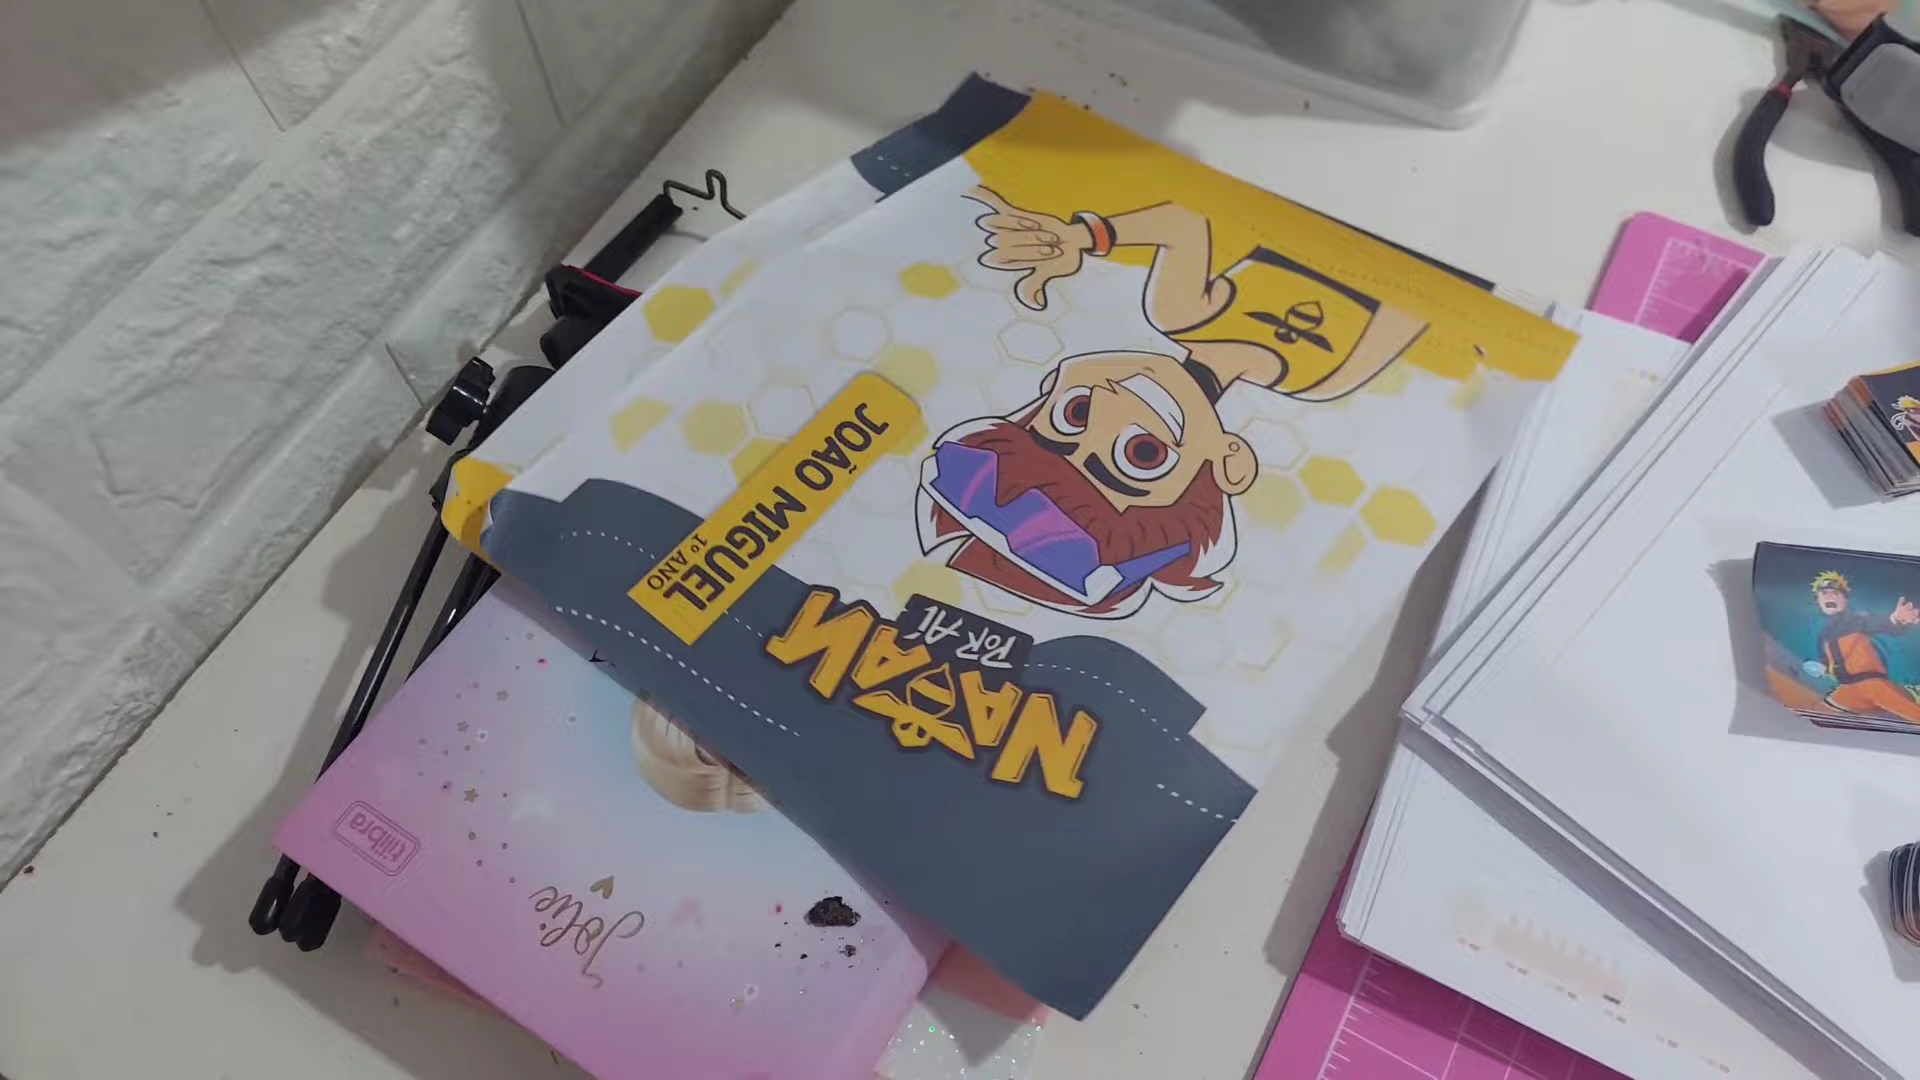 NATAN
POR AÍ
JOÃO MIGUEL
1º ANO
Jolie
tilibra